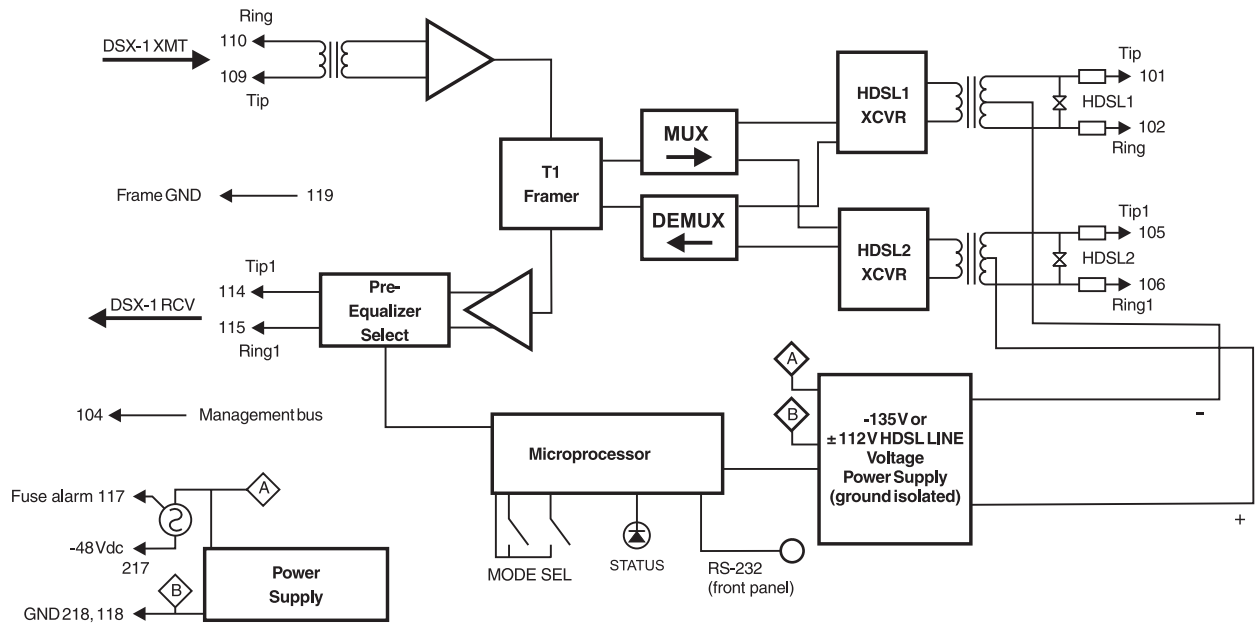 Ring
DSX-1 XMT
110
109
Tip
Frame GND
119
Tip1
114
DSX-1 RCV
115
Ring1
Pre-
Equalizer
Select
T1
Framer
MUX
DEMUX
HDSL1
XCVR
HDSL2
XCVR
Tip
101
HDSL1
102
Ring
Tip1
105
HDSL2
106
Ring1
104
Management bus
Microprocessor
MODE SEL
STATUS
RS-232
(front panel)
A
B
-135V or
±112V HDSL LINE
Voltage
Power Supply
(ground isolated)
-
+
Fuse alarm 117
A
-48Vdc
217
B
GND 218, 118
Power
Supply